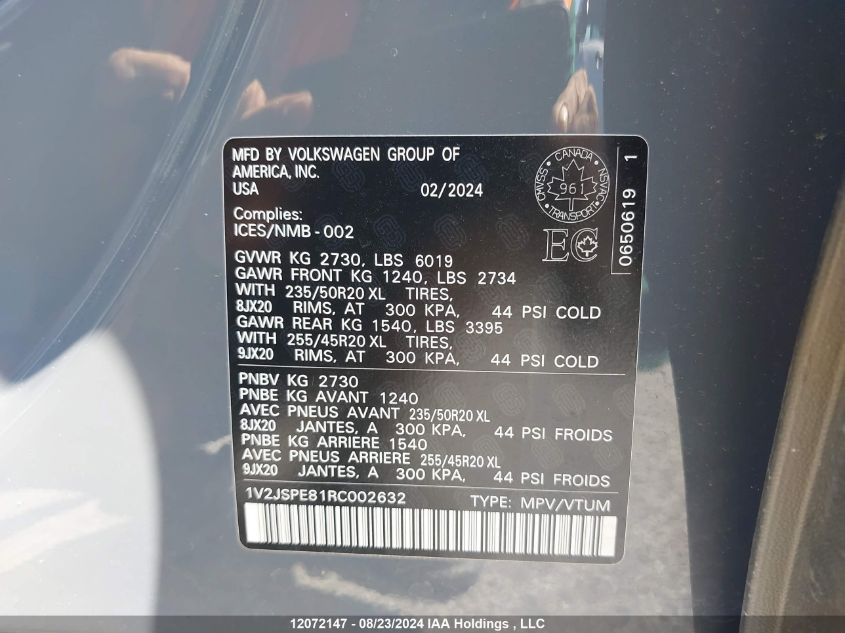 MFD BY VOLKSWAGEN GROUP OF
AMERICA, INC.
USA 02/2024
CANADA
CMVSS 961 NSVAC
TRANSPORT
0650619 1
Complies:
ICES/NMB - 002
EC
GVWR KG 2730, LBS 6019
GAWR FRONT KG 1240, LBS 2734
WITH 235/50R20 XL TIRES,
8JX20 RIMS, AT 300 KPA, 44 PSI COLD
GAWR REAR KG 1540, LBS 3395
WITH 255/45R20 XL TIRES,
9JX20 RIMS, AT 300 KPA, 44 PSI COLD
PNBV KG 2730
PNBE KG AVANT 1240
AVEC PNEUS AVANT 235/50R20 XL
8JX20 JANTES, A 300 KPA, 44 PSI FROIDS
PNBE KG ARRIERE 1540
AVEC PNEUS ARRIERE 255/45R20 XL
9JX20 JANTES, A 300 KPA, 44 PSI FROIDS
1V2JSPE81RC002632 TYPE: MPV/VTUM
12072147 - 08/23/2024 IAA Holdings , LLC